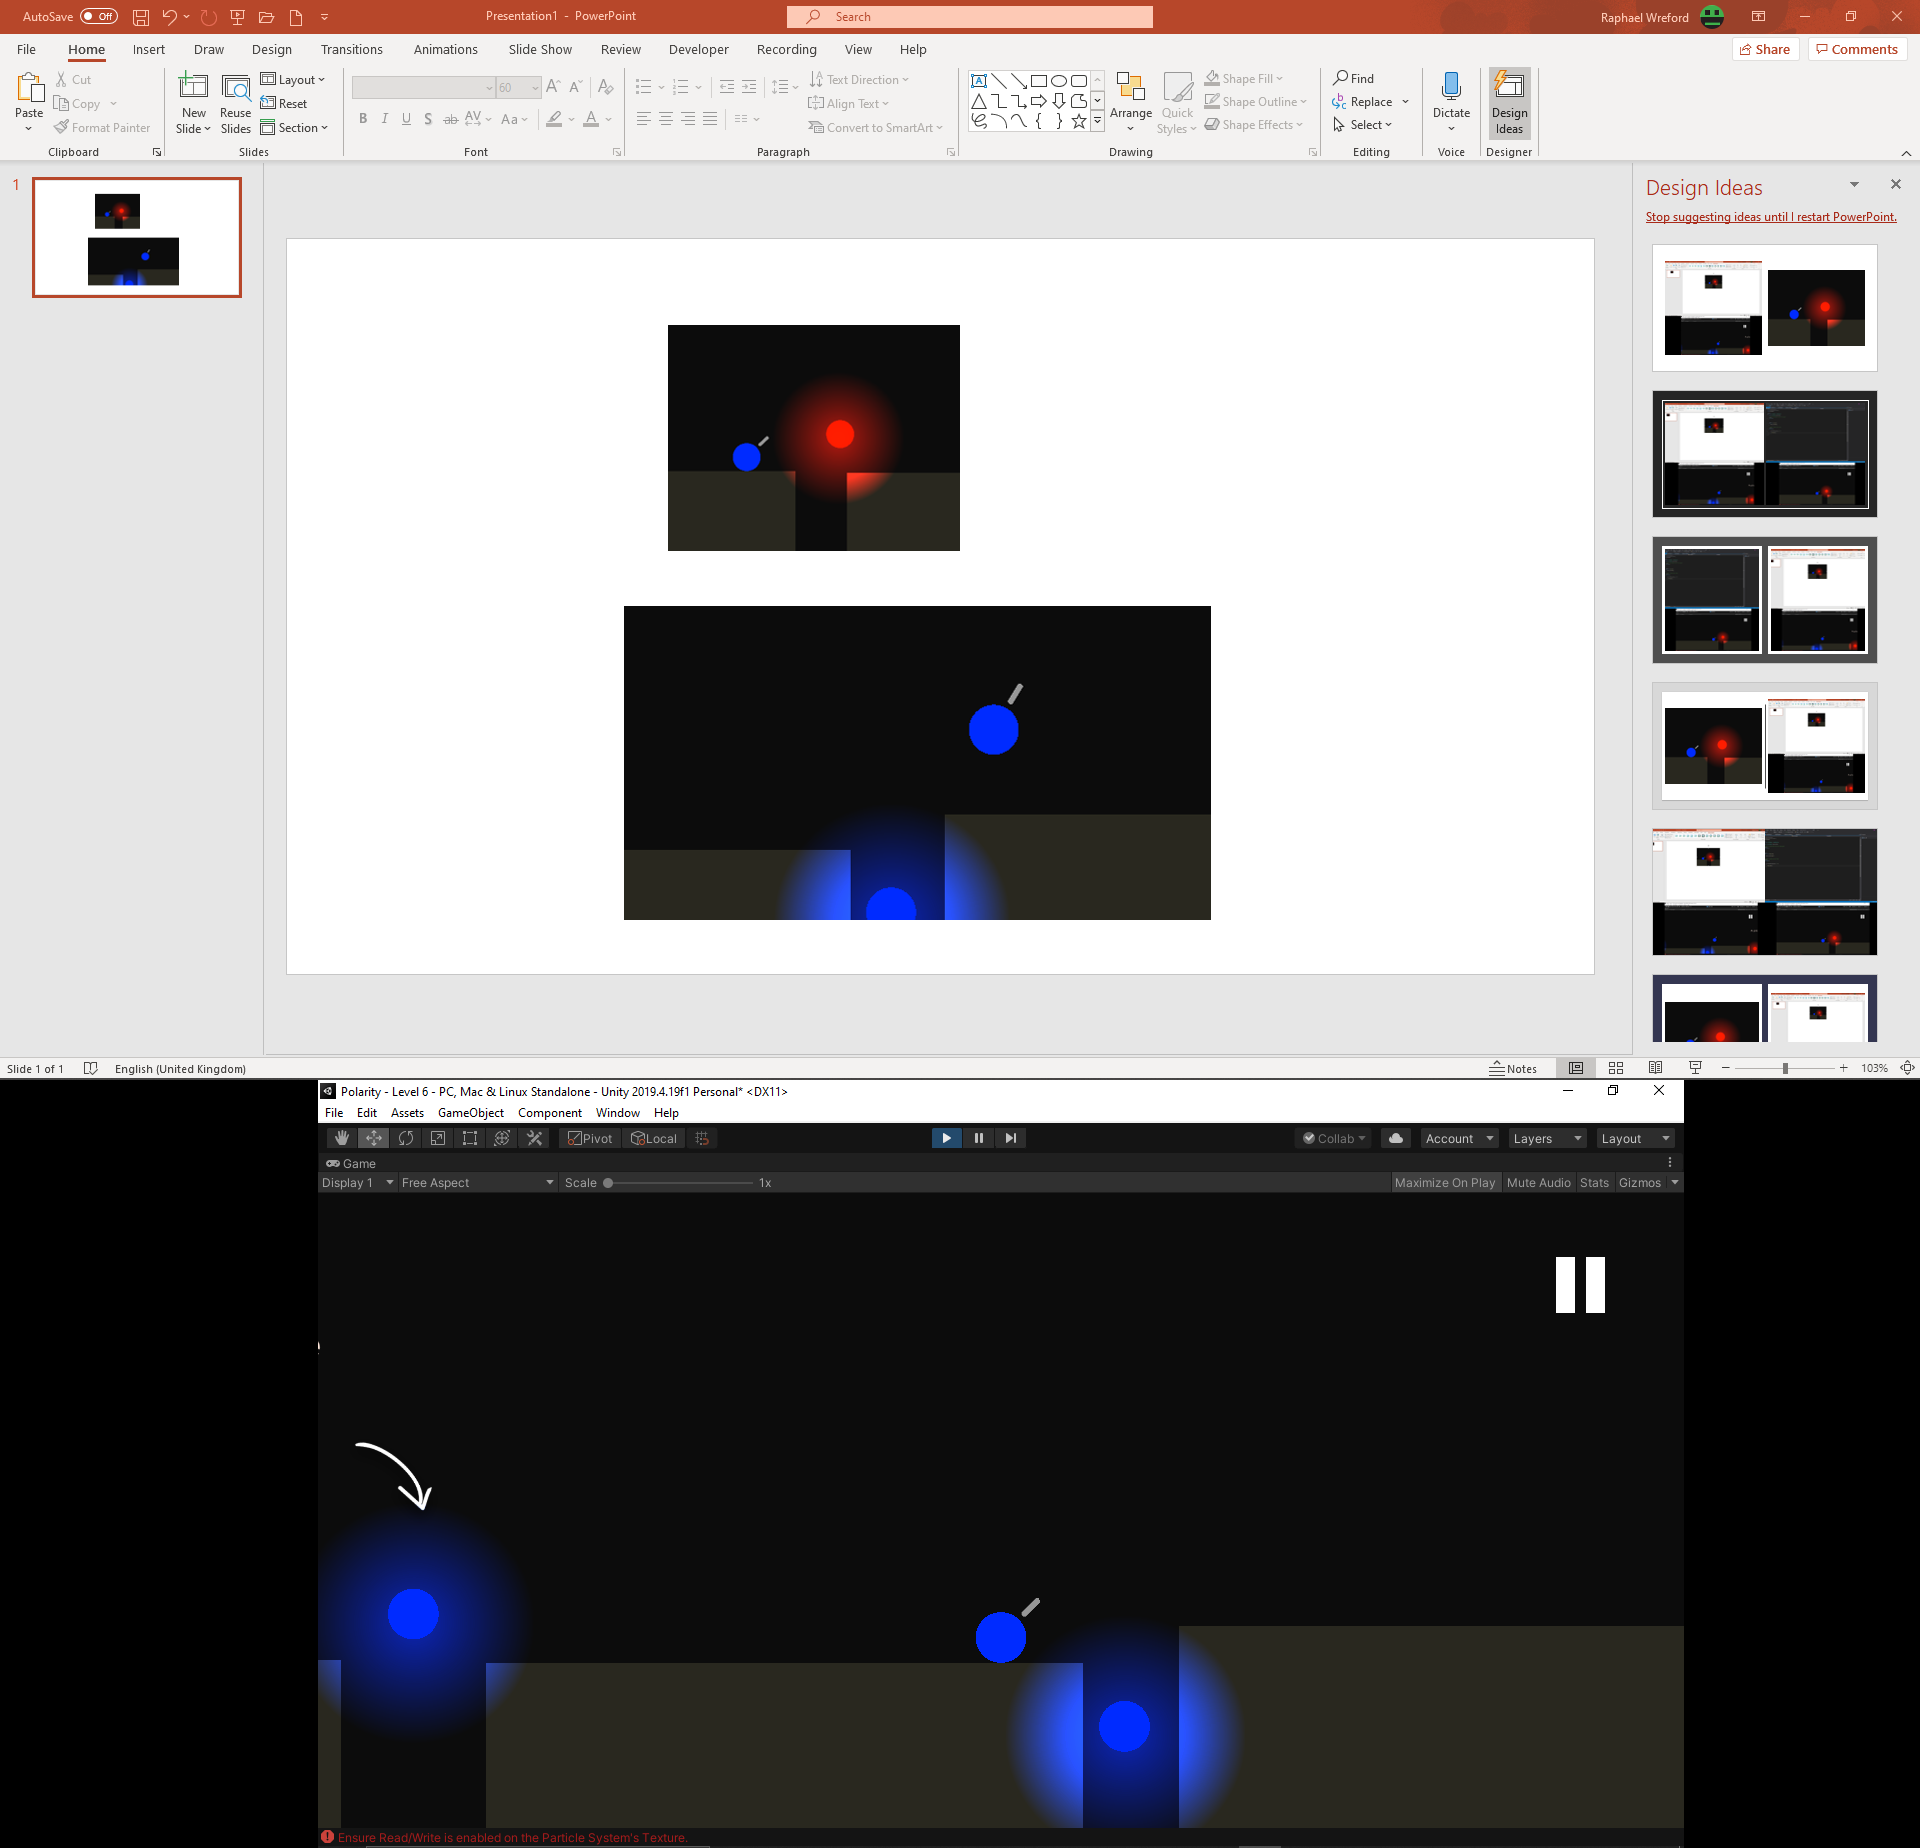 AutoSave Off
Presentation1 - PowerPoint
Search
Raphael Wreford
File Home Insert Draw Design Transitions Animations Slide Show Review Developer Recording View Help
Share Comments
Paste
Cut
Copy
Format Painter
Clipboard
New Slide
Reuse Slides
Layout
Reset
Section
Slides
60
B I U S ab AV Aa A
Font
Text Direction
Align Text
Convert to SmartArt
Paragraph
Arrange
Quick Styles
Shape Fill
Shape Outline
Shape Effects
Drawing
Find
Replace
Select
Editing
Dictate
Voice
Design Ideas
Designer
1
Design Ideas
Stop suggesting ideas until I restart PowerPoint.
Slide 1 of 1 English (United Kingdom) Notes 103%
Polarity - Level 6 - PC, Mac & Linux Standalone - Unity 2019.4.19f1 Personal* <DX11>
File Edit Assets GameObject Component Window Help
Pivot Local Collab Account Layers Layout
Game
Display 1 Free Aspect Scale 1x Maximize On Play Mute Audio Stats Gizmos
Ensure Read/Write is enabled on the Particle System's Texture.